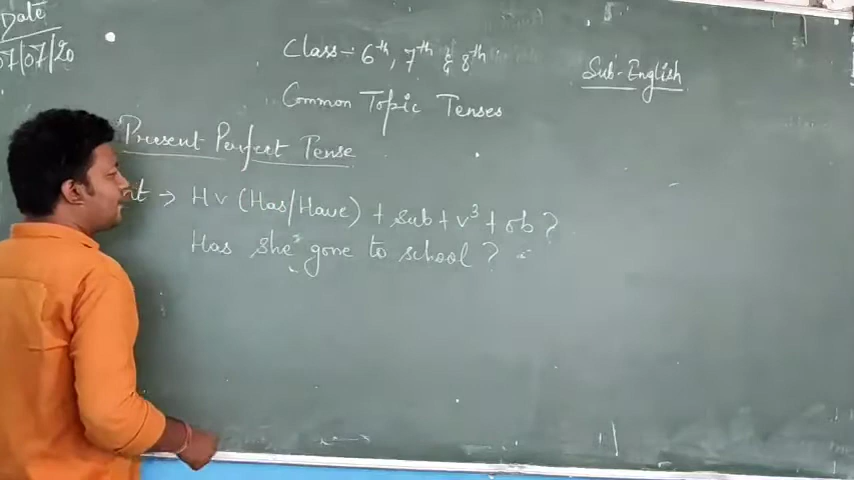 Date
07/07/20
Class - 6th, 7th & 8th
Sub - English
Common Topic Tenses
Present Perfect Tense
nt → Hv (Has/Have) + sub + v3 + ob ?
Has she gone to school ?